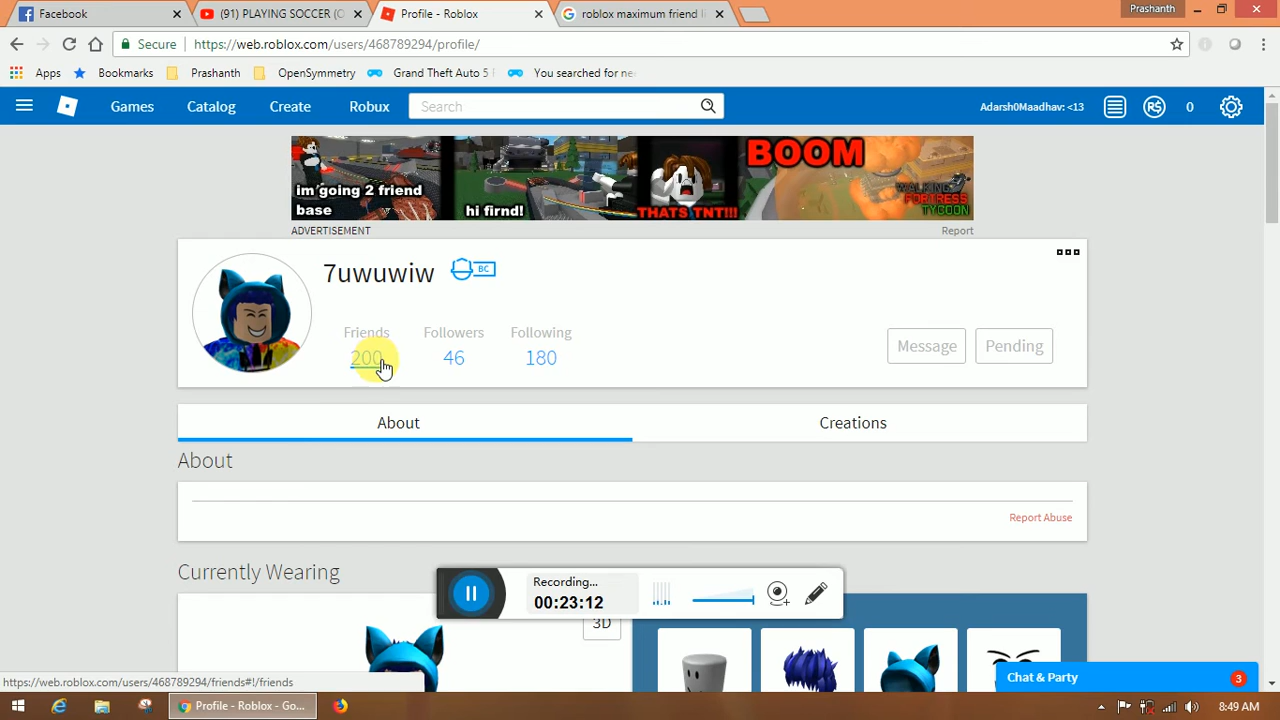 Facebook
(91) PLAYING SOCCER (O
Profile - Roblox
roblox maximum friend li
Prashanth
Secure
https://web.roblox.com/users/468789294/profile/
Apps
Bookmarks
Prashanth
OpenSymmetry
Grand Theft Auto 5 F
You searched for ne
Games
Catalog
Create
Robux
Search
Adarsh0Maadhav: <13
R$
0
im going 2 friend
base
hi firnd!
THATS TNT!!!
BOOM
WALKING
FORTRESS
TYCOON
ADVERTISEMENT
Report
7uwuwiw
BC
Friends
Followers
Following
200
46
180
Message
Pending
About
Creations
About
Report Abuse
Currently Wearing
Recording...
00:23:12
3D
Chat & Party
3
https://web.roblox.com/users/468789294/friends#!/friends
Profile - Roblox - Go...
8:49 AM